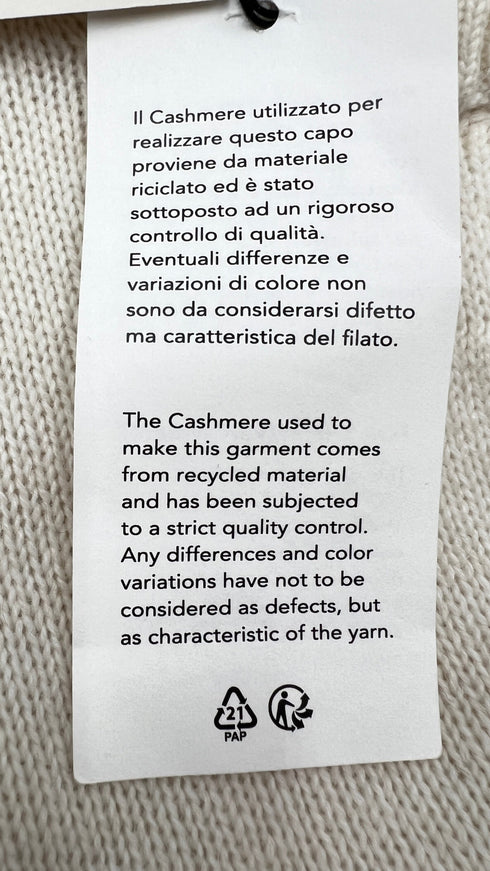 Il Cashmere utilizzato per
realizzare questo capo
proviene da materiale
riciclato ed è stato
sottoposto ad un rigoroso
controllo di qualità.
Eventuali differenze e
variazioni di colore non
sono da considerarsi difetto
ma caratteristica del filato.
The Cashmere used to
make this garment comes
from recycled material
and has been subjected
to a strict quality control.
Any differences and color
variations have not to be
considered as defects, but
as characteristic of the yarn.
21
PAP